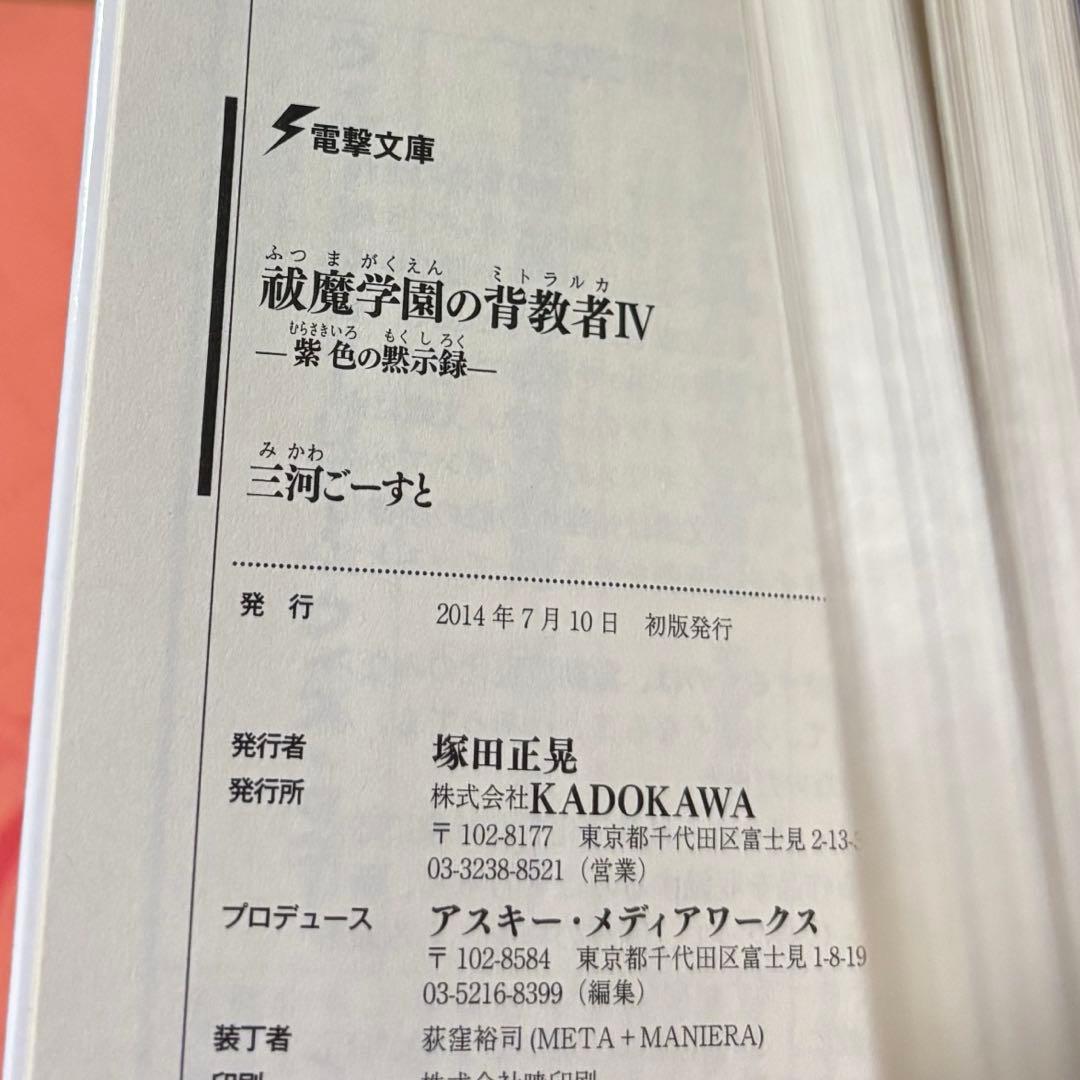 電撃文庫
ふつまがくえん ミトラルカ
祓魔学園の背教者Ⅳ
むらさきいろ もくしろく
―紫色の黙示録―
みかわ
三河ごーすと
発行 2014年7月10日 初版発行
発行者 塚田正晃
発行所 株式会社KADOKAWA
〒102-8177 東京都千代田区富士見2-13-
03-3238-8521（営業）
プロデュース アスキー・メディアワークス
〒102-8584 東京都千代田区富士見1-8-19
03-5216-8399（編集）
装丁者 荻窪裕司(META+MANIERA)